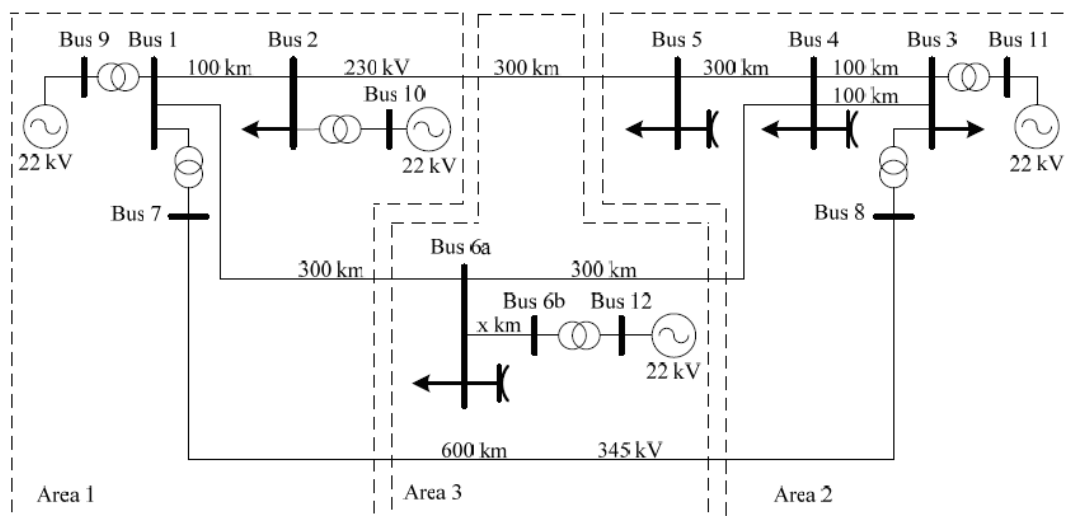 Bus 9
Bus 1
Bus 2
Bus 5
Bus 4
Bus 3
Bus 11
100 km
230 kV
300 km
300 km
100 km
Bus 10
100 km
22 kV
22 kV
22 kV
Bus 7
Bus 8
Bus 6a
300 km
300 km
Bus 6b
Bus 12
x km
22 kV
600 km
345 kV
Area 1
Area 3
Area 2